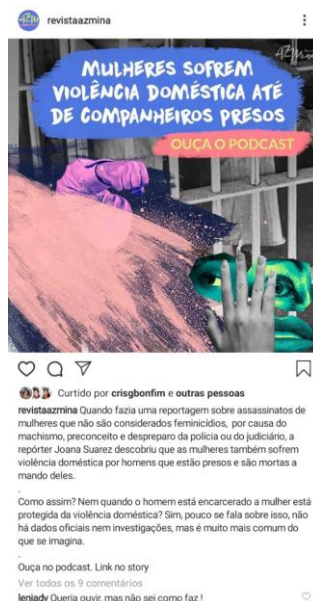 revistaazmina
AZMina
MULHERES SOFREM
VIOLÊNCIA DOMÉSTICA ATÉ
DE COMPANHEIROS PRESOS
OUÇA O PODCAST
Curtido por crisgbonfim e outras pessoas
revistaazmina Quando fazia uma reportagem sobre assassinatos de
mulheres que não são considerados feminicídios, por causa do
machismo, preconceito e despreparo da polícia ou do judiciário, a
repórter Joana Suarez descobriu que as mulheres também sofrem
violência doméstica por homens que estão presos e são mortas a
mando deles.
.
Como assim? Nem quando o homem está encarcerado a mulher está
protegida da violência doméstica? Sim, pouco se fala sobre isso, não
há dados oficiais nem investigações, mas é muito mais comum do
que se imagina.
.
Ouça no podcast. Link no story
Ver todos os 9 comentários
leniady Queria ouvir, mas não sei como faz !